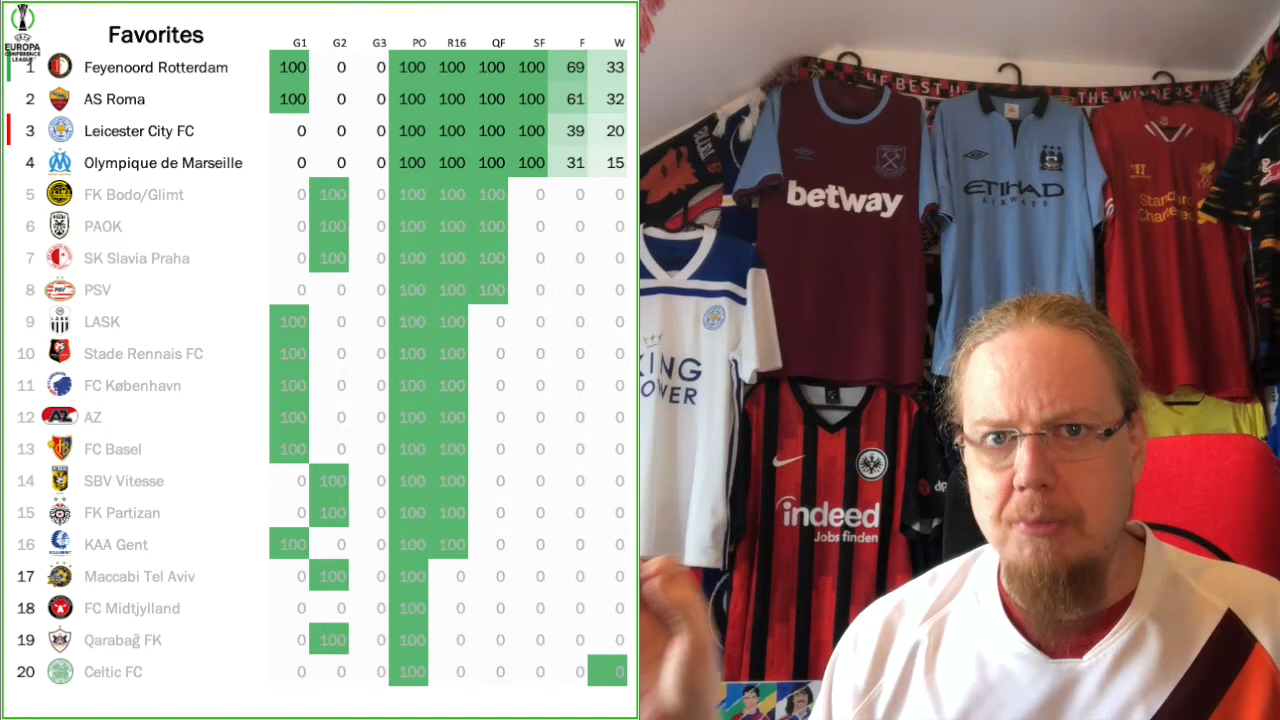 UEFA
EUROPA
CONFERENCE
LEAGUE
Favorites
G1 G2 G3 PO R16 QF SF F W
1 Feyenoord Rotterdam 100 0 0 100 100 100 100 69 33
2 AS Roma 100 0 0 100 100 100 100 61 32
3 Leicester City FC 0 0 0 100 100 100 100 39 20
4 Olympique de Marseille 0 0 0 100 100 100 100 31 15
5 FK Bodo/Glimt 0 100 0 100 100 100 0 0 0
6 PAOK 0 100 0 100 100 100 0 0 0
7 SK Slavia Praha 0 100 0 100 100 100 0 0 0
8 PSV 0 0 0 100 100 100 0 0 0
9 LASK 100 0 0 100 100 0 0 0 0
10 Stade Rennais FC 100 0 0 100 100 0 0 0 0
11 FC København 100 0 0 100 100 0 0 0 0
12 AZ AZ 100 0 0 100 100 0 0 0 0
13 FC Basel 100 0 0 100 100 0 0 0 0
14 SBV Vitesse 0 100 0 100 100 0 0 0 0
15 FK Partizan 0 100 0 100 100 0 0 0 0
16 KAA Gent 100 0 0 100 100 0 0 0 0
17 Maccabi Tel Aviv 0 100 0 100 0 0 0 0 0
18 FC Midtjylland 0 0 0 100 0 0 0 0 0
19 Qarabağ FK 0 100 0 100 0 0 0 0 0
20 Celtic FC 0 0 0 100 0 0 0 0 0
THE BEST !!
THE WINNERS !!
betway
ETIHAD
AIRWAYS
Standard
Chartered
KING
POWER
indeed
Jobs finden